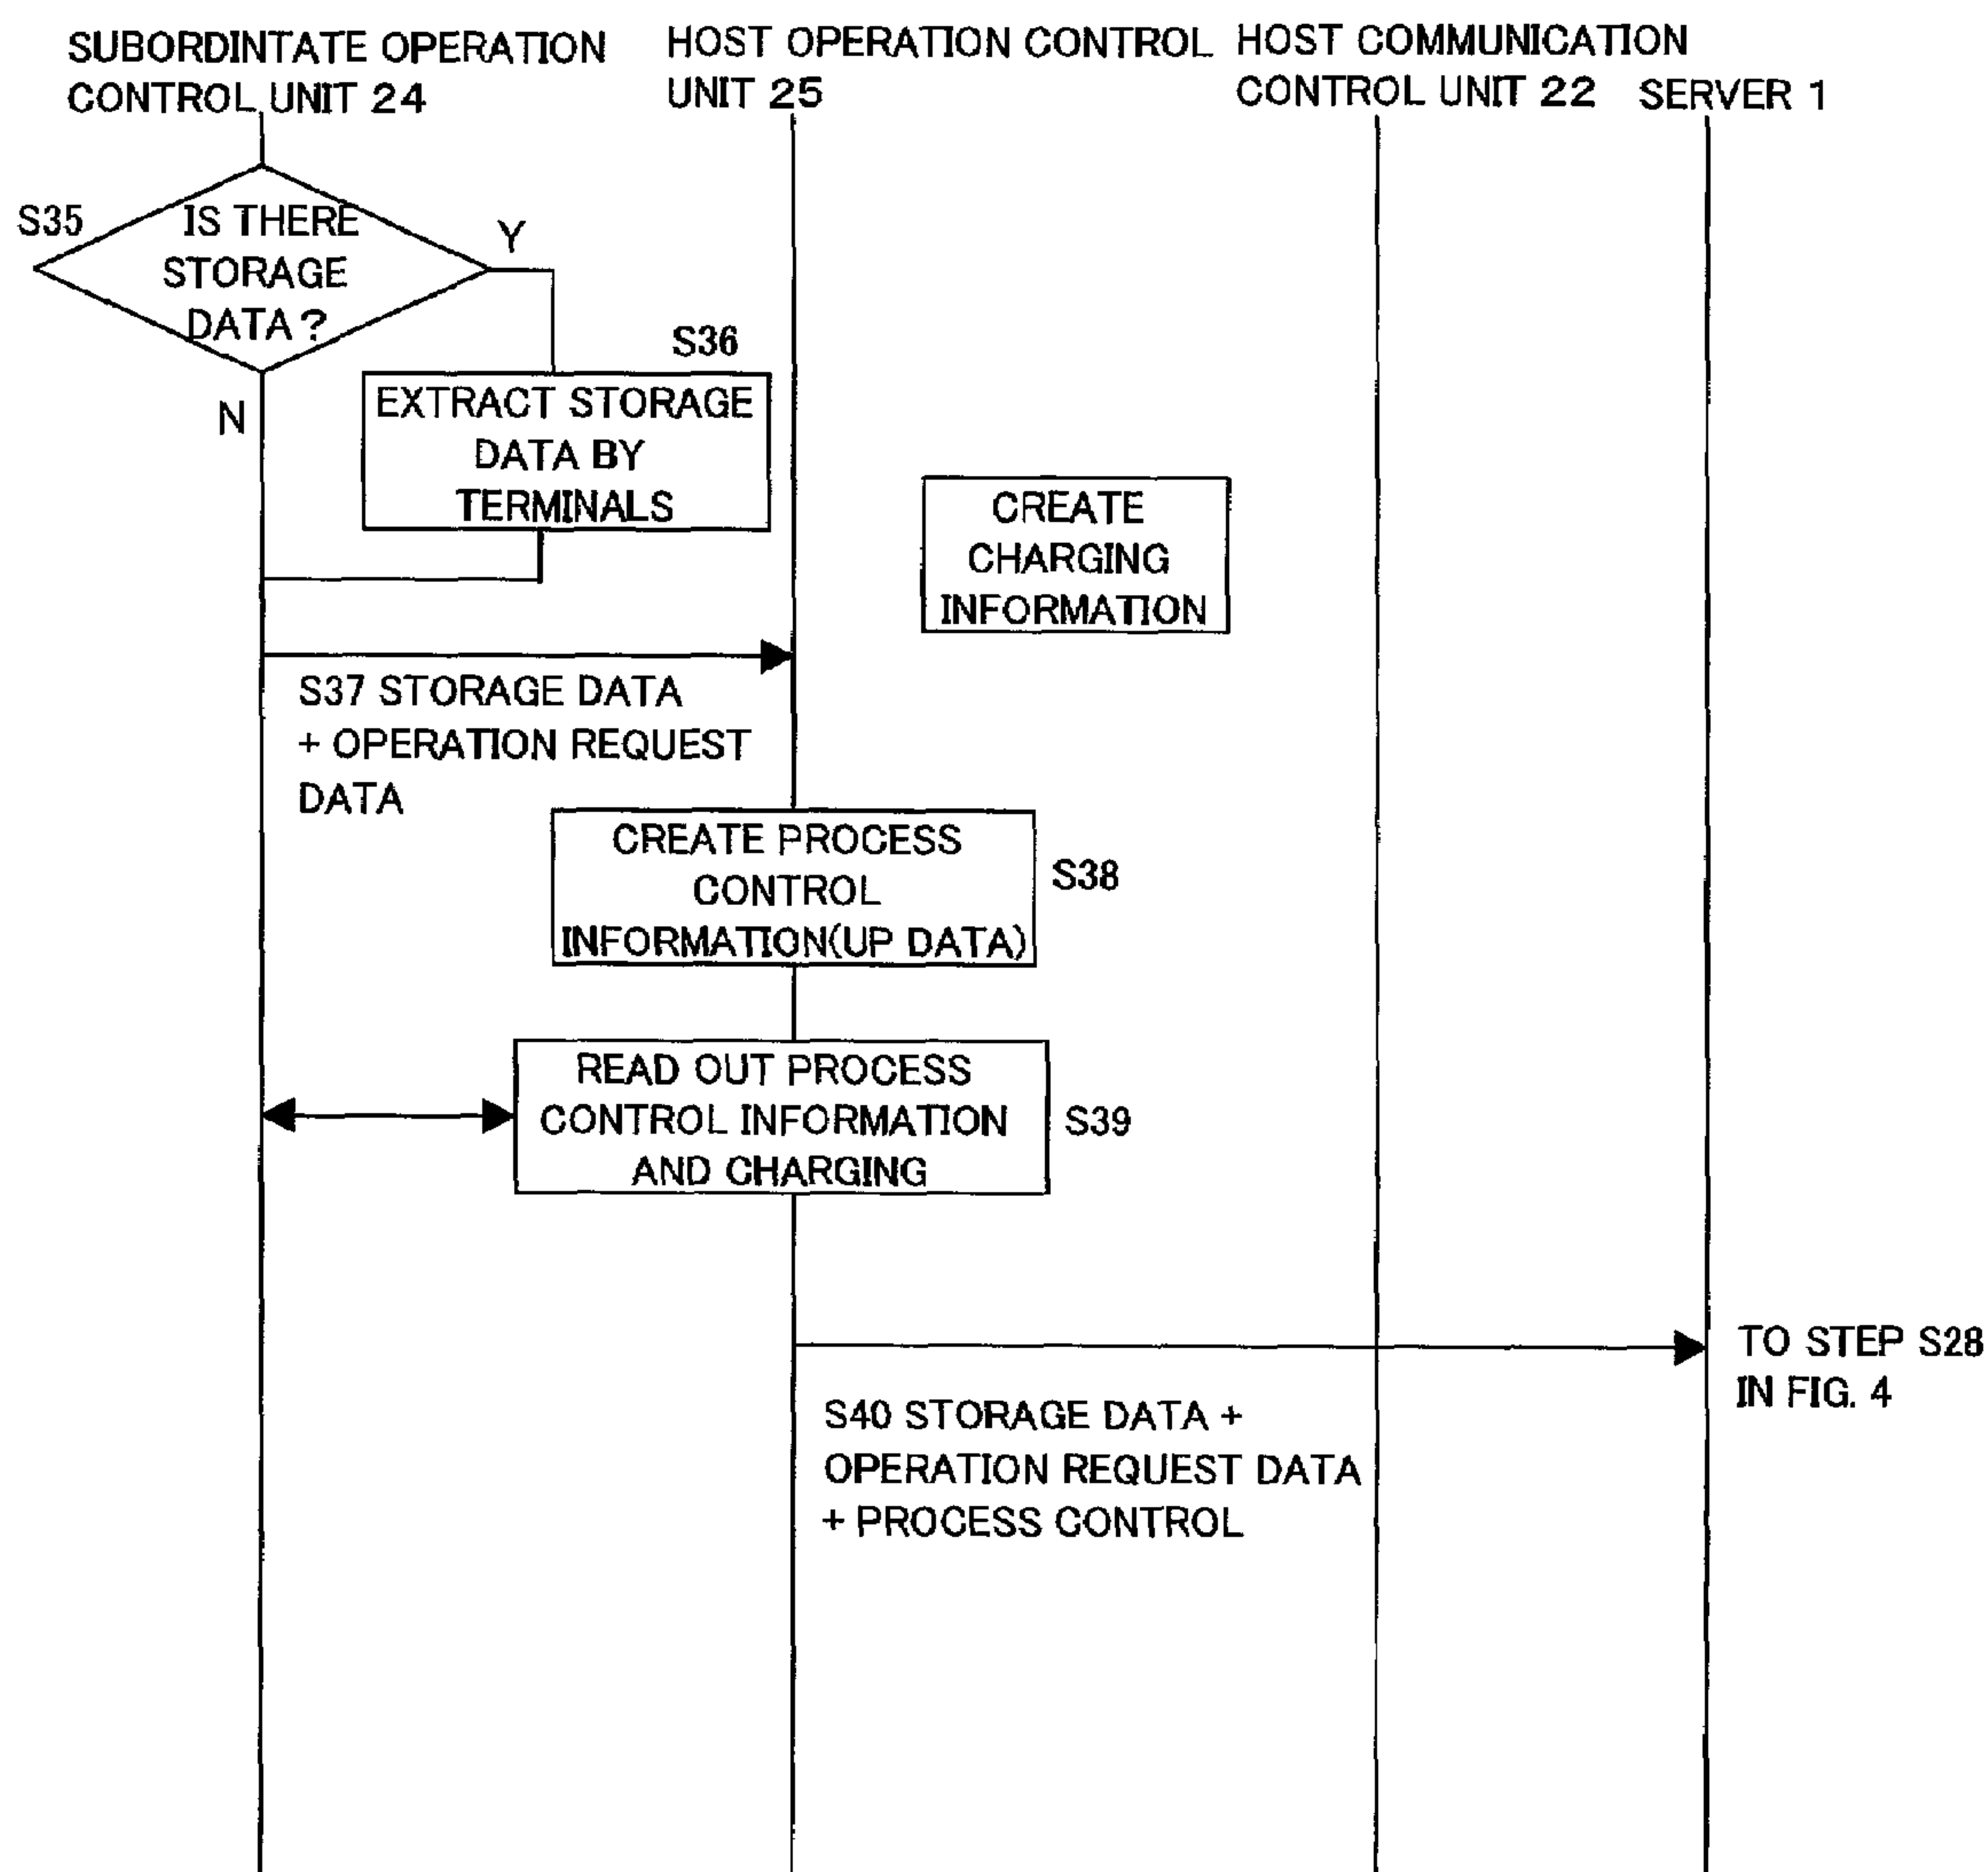 SUBORDINTATE OPERATION
CONTROL UNIT 24
HOST OPERATION CONTROL
UNIT 25
HOST COMMUNICATION
CONTROL UNIT 22
SERVER 1
S35
IS THERE
STORAGE
DATA?
Y
N
S36
EXTRACT STORAGE
DATA BY
TERMINALS
CREATE
CHARGING
INFORMATION
S37 STORAGE DATA
+ OPERATION REQUEST
DATA
CREATE PROCESS
CONTROL
INFORMATION(UP DATA)
S38
READ OUT PROCESS
CONTROL INFORMATION
AND CHARGING
S39
TO STEP S28
IN FIG. 4
S40 STORAGE DATA +
OPERATION REQUEST DATA
+ PROCESS CONTROL